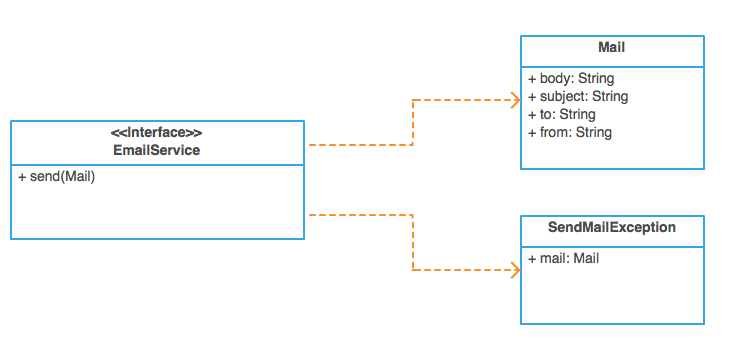 <<Interface>>
EmailService
+ send(Mail)
Mail
+ body: String
+ subject: String
+ to: String
+ from: String
SendMailException
+ mail: Mail